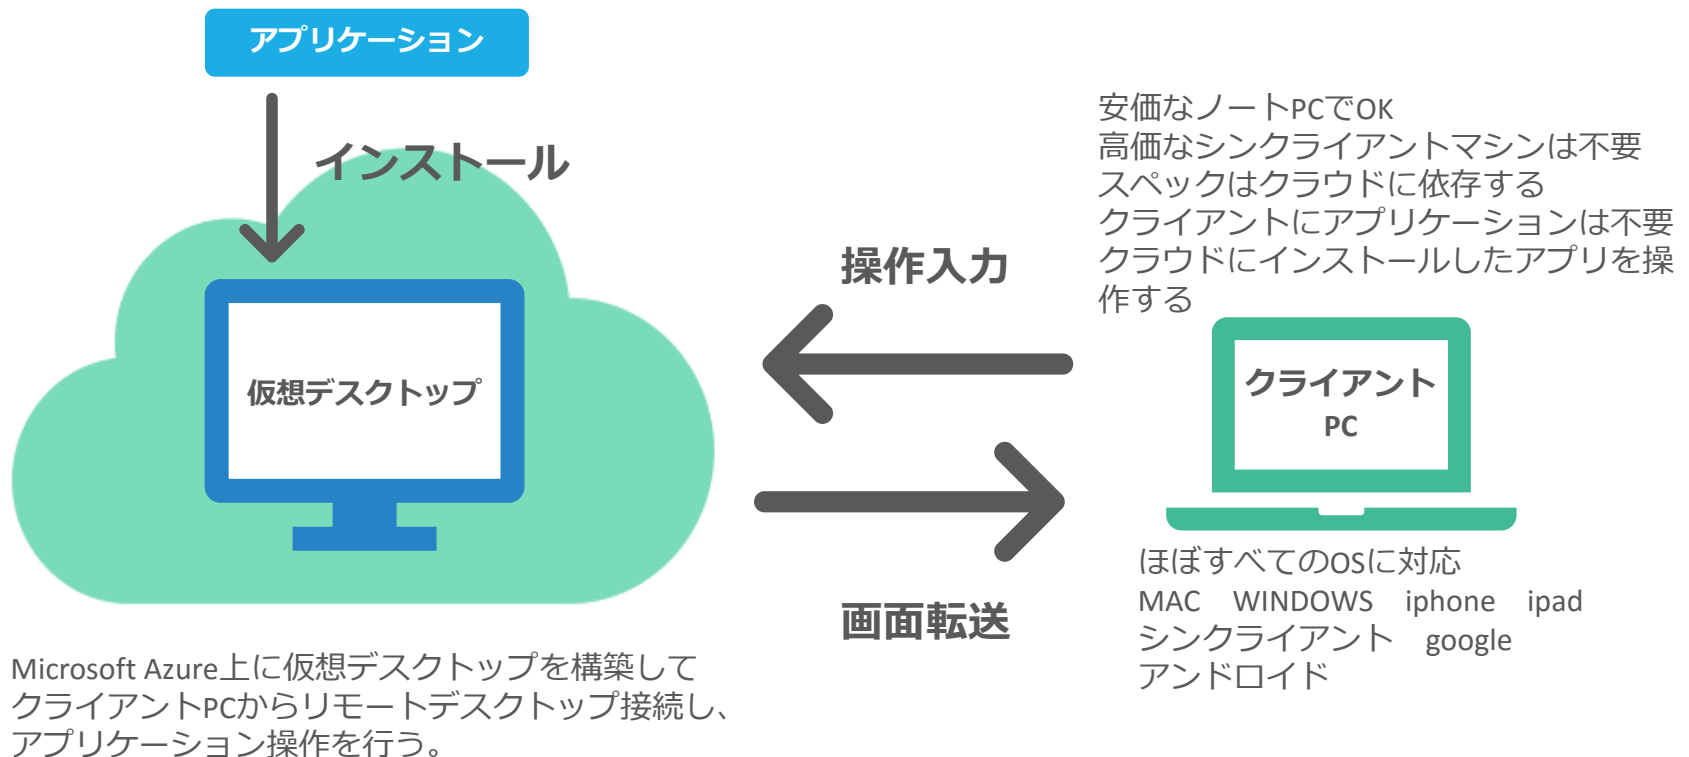 アプリケーション
インストール
仮想デスクトップ
Microsoft Azure上に仮想デスクトップを構築して
クライアントPCからリモートデスクトップ接続し、
アプリケーション操作を行う。
操作入力
画面転送
安価なノートPCでOK
高価なシンクライアントマシンは不要
スペックはクラウドに依存する
クライアントにアプリケーションは不要
クラウドにインストールしたアプリを操
作する
クライアント
PC
ほぼすべてのOSに対応
MAC　WINDOWS　iphone　ipad
シンクライアント　google
アンドロイド